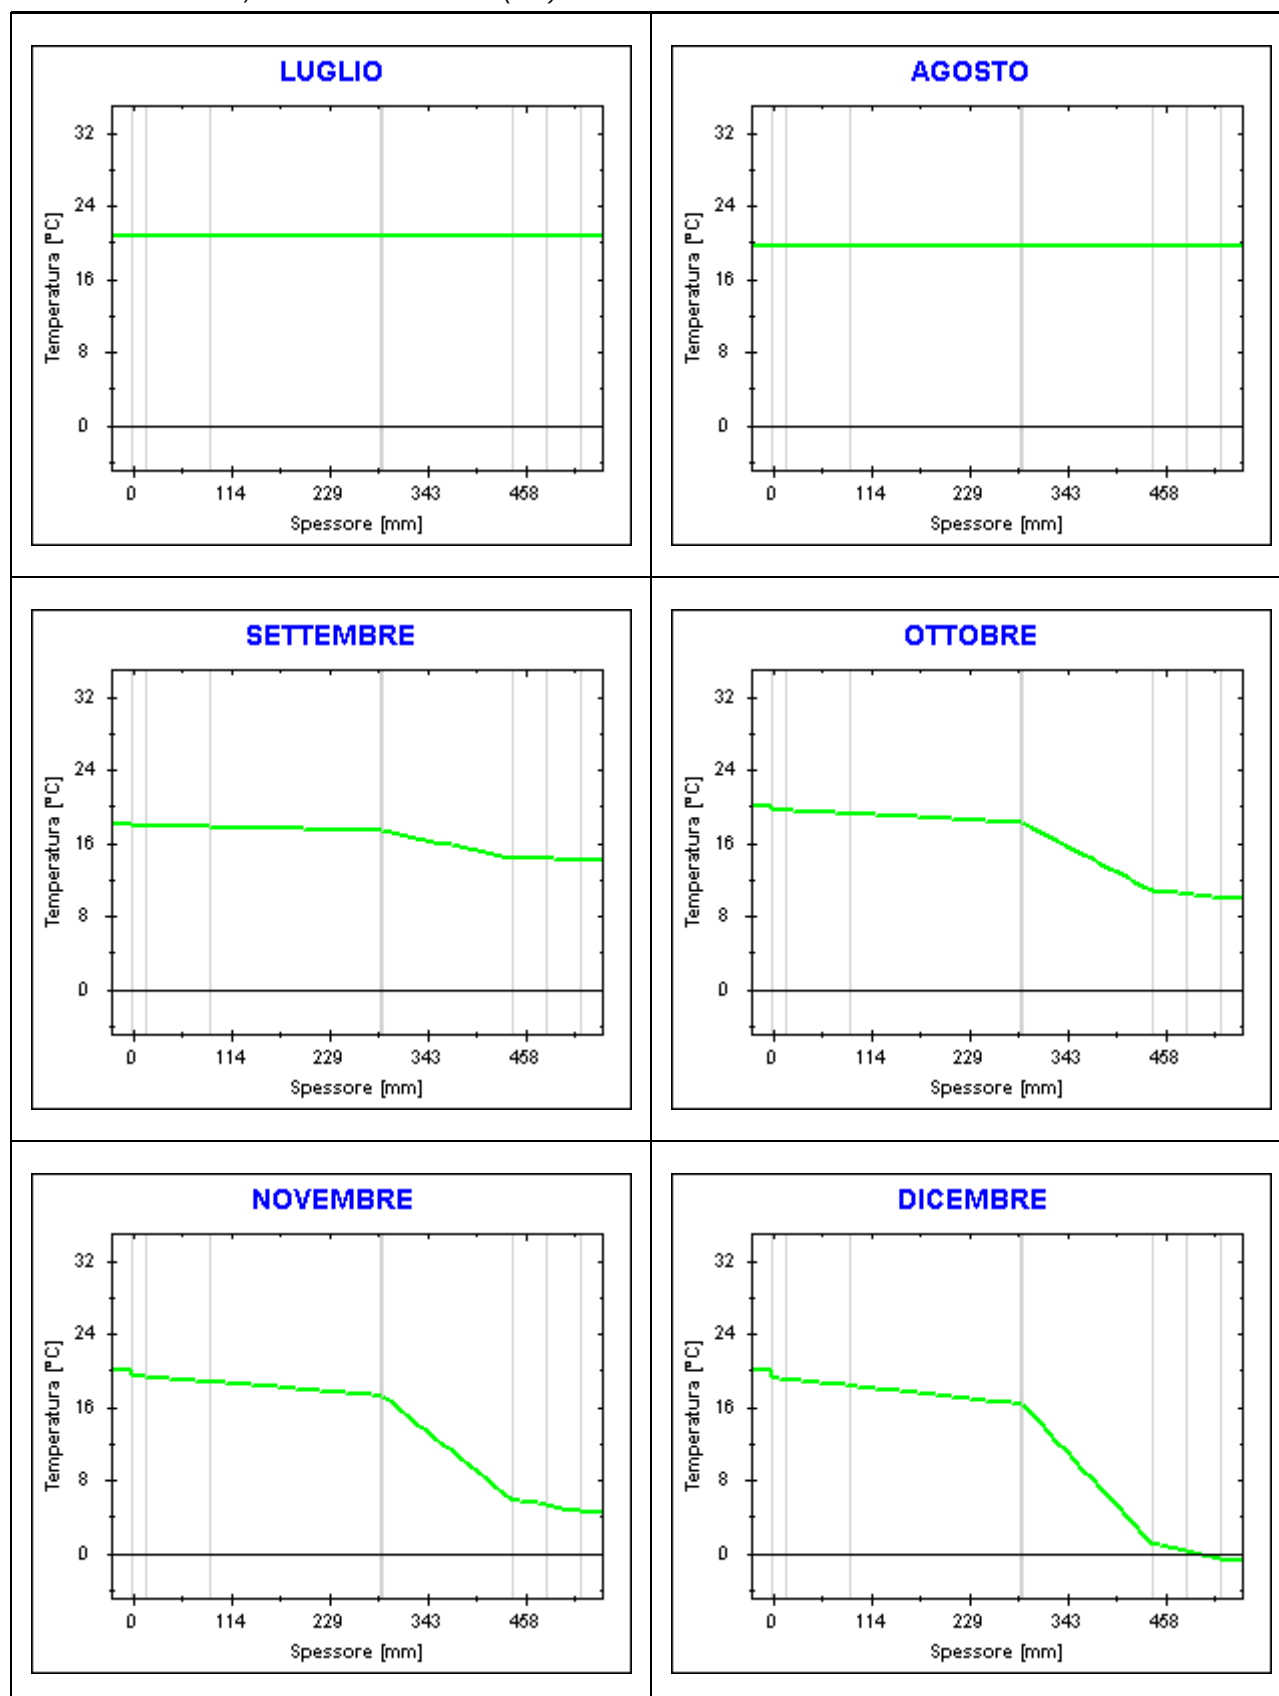 LUGLIO
32
24
16
8
0
Temperatura [°C]
0 114 229 343 458
Spessore [mm]
AGOSTO
32
24
16
8
0
Temperatura [°C]
0 114 229 343 458
Spessore [mm]
SETTEMBRE
32
24
16
8
0
Temperatura [°C]
0 114 229 343 458
Spessore [mm]
OTTOBRE
32
24
16
8
0
Temperatura [°C]
0 114 229 343 458
Spessore [mm]
NOVEMBRE
32
24
16
8
0
Temperatura [°C]
0 114 229 343 458
Spessore [mm]
DICEMBRE
32
24
16
8
0
Temperatura [°C]
0 114 229 343 458
Spessore [mm]